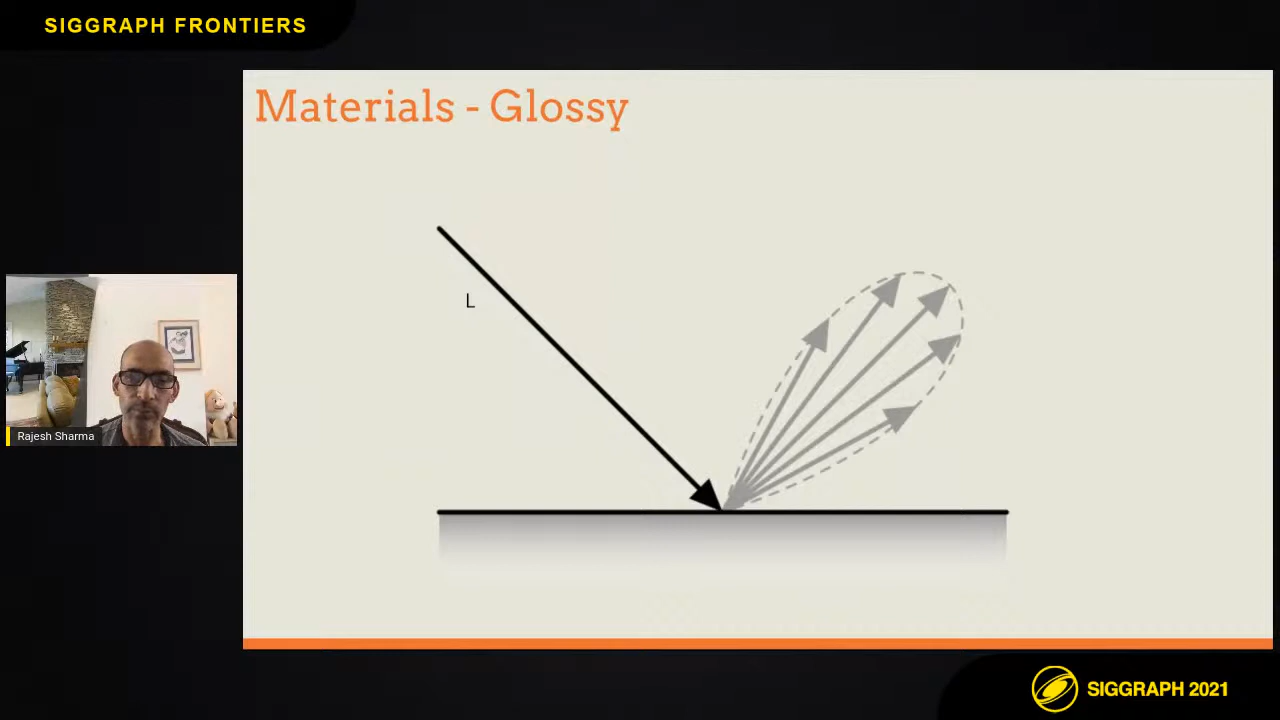 SIGGRAPH FRONTIERS
Materials - Glossy
L
Rajesh Sharma
SIGGRAPH 2021